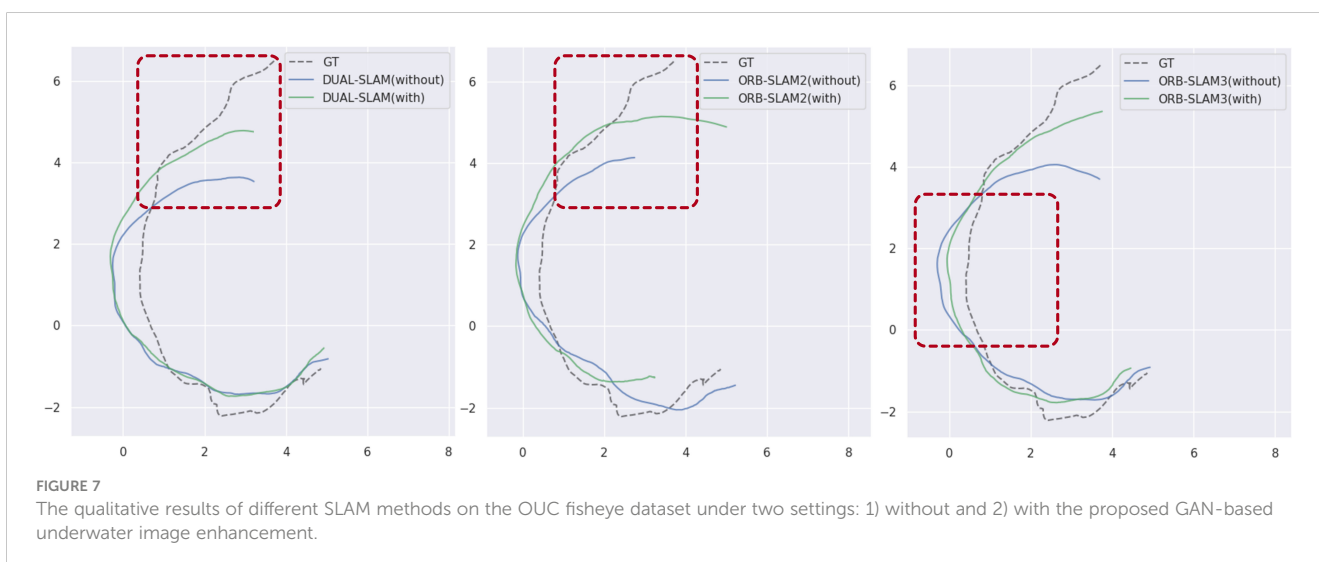 GT
DUAL-SLAM(without)
DUAL-SLAM(with)
6
4
2
0
−2
0 2 4 6 8
GT
ORB-SLAM2(without)
ORB-SLAM2(with)
6
4
2
0
−2
0 2 4 6 8
GT
ORB-SLAM3(without)
ORB-SLAM3(with)
6
4
2
0
−2
0 2 4 6 8
FIGURE 7
The qualitative results of different SLAM methods on the OUC fisheye dataset under two settings: 1) without and 2) with the proposed GAN-based
underwater image enhancement.